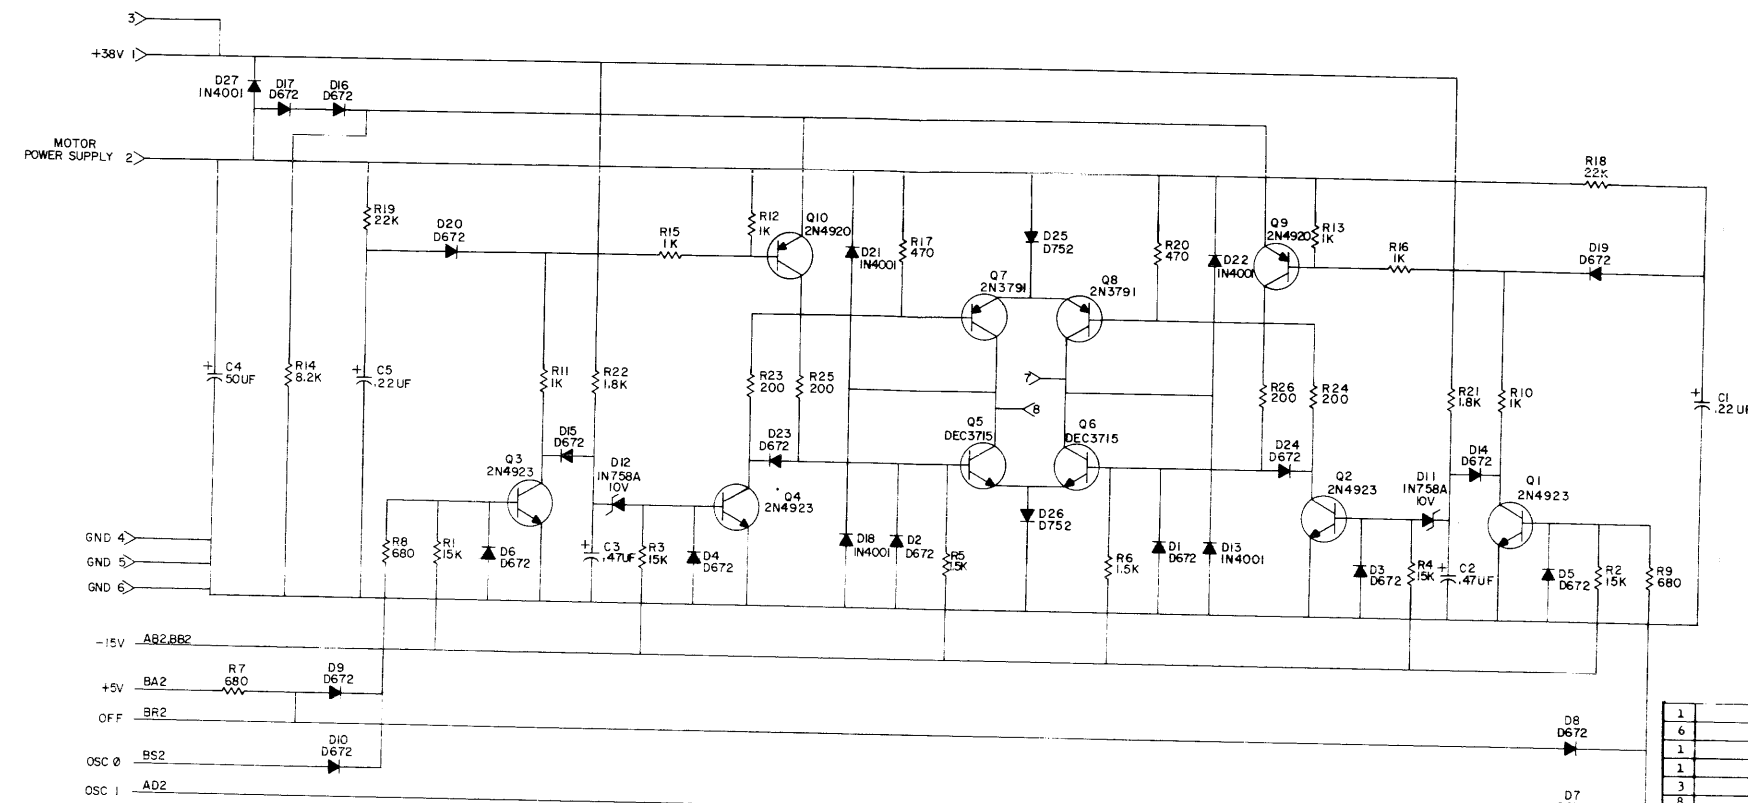 3
+38V 1
D27
1N4001
D17
D672
D16
D672
MOTOR
POWER SUPPLY 2
R18
22K
R19
22K
D20
D672
R15
1K
R12
1K
Q10
2N4920
D21
1N4001
R17
470
D25
D752
R20
470
D22
1N4001
Q9
2N4920
R13
1K
R16
1K
D19
D672
Q7
2N3791
Q8
2N3791
C4
50UF
R14
8.2K
C5
.22UF
R11
1K
R22
1.8K
R23
200
R25
200
7
8
R26
200
R24
200
R21
1.8K
R10
1K
C1
.22UF
D15
D672
D12
1N758A
10V
D23
D672
Q5
DEC3715
Q6
DEC3715
D24
D672
Q3
2N4923
Q4
2N4923
Q2
2N4923
D11
1N758A
10V
D14
D672
Q1
2N4923
D26
D752
GND 4
GND 5
GND 6
R8
680
R1
15K
D6
D672
C3
.47UF
R3
15K
D4
D672
D18
1N4001
D2
D672
R5
1.5K
R6
1.5K
D1
D672
D13
1N4001
D3
D672
R4
15K
C2
.47UF
D5
D672
R2
15K
R9
680
-15V AB2,BB2
+5V BA2
R7
680
D9
D672
OFF BR2
D8
D672
OSC 0 BS2
D10
D672
OSC 1 AD2
D7
1
6
1
1
3
8